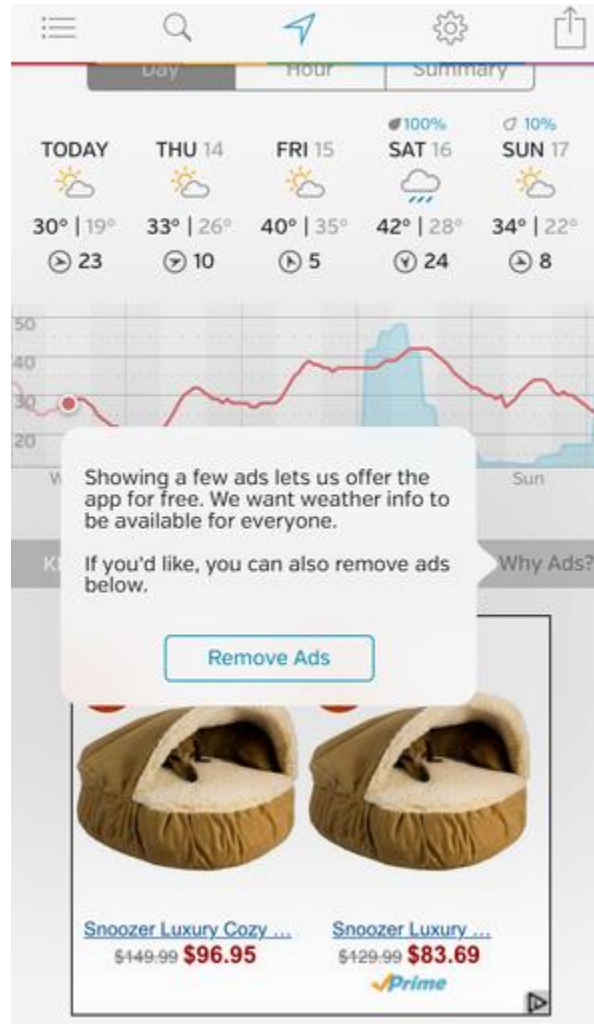 Day Hour Summary
100% 10%
TODAY THU 14 FRI 15 SAT 16 SUN 17
30° | 19° 33° | 26° 40° | 35° 42° | 28° 34° | 22°
23 10 5 24 8
50
40
30
20
Sun
Showing a few ads lets us offer the
app for free. We want weather info to
be available for everyone.
If you'd like, you can also remove ads
below.
Why Ads?
Remove Ads
Snoozer Luxury Cozy ... Snoozer Luxury ...
$149.99 $96.95 $129.99 $83.69
Prime